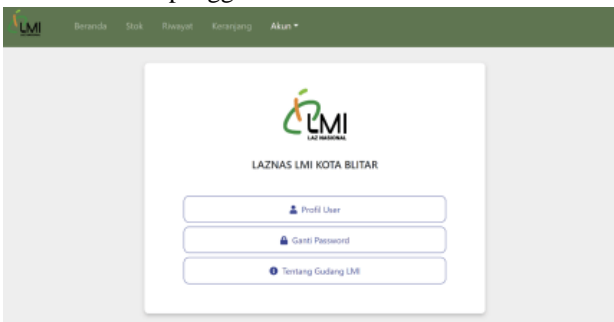 LMI Beranda Stok Riwayat Keranjang Akun
LMI
LAZ NASIONAL
LAZNAS LMI KOTA BLITAR
Profil User
Ganti Password
Tentang Gudang LMI